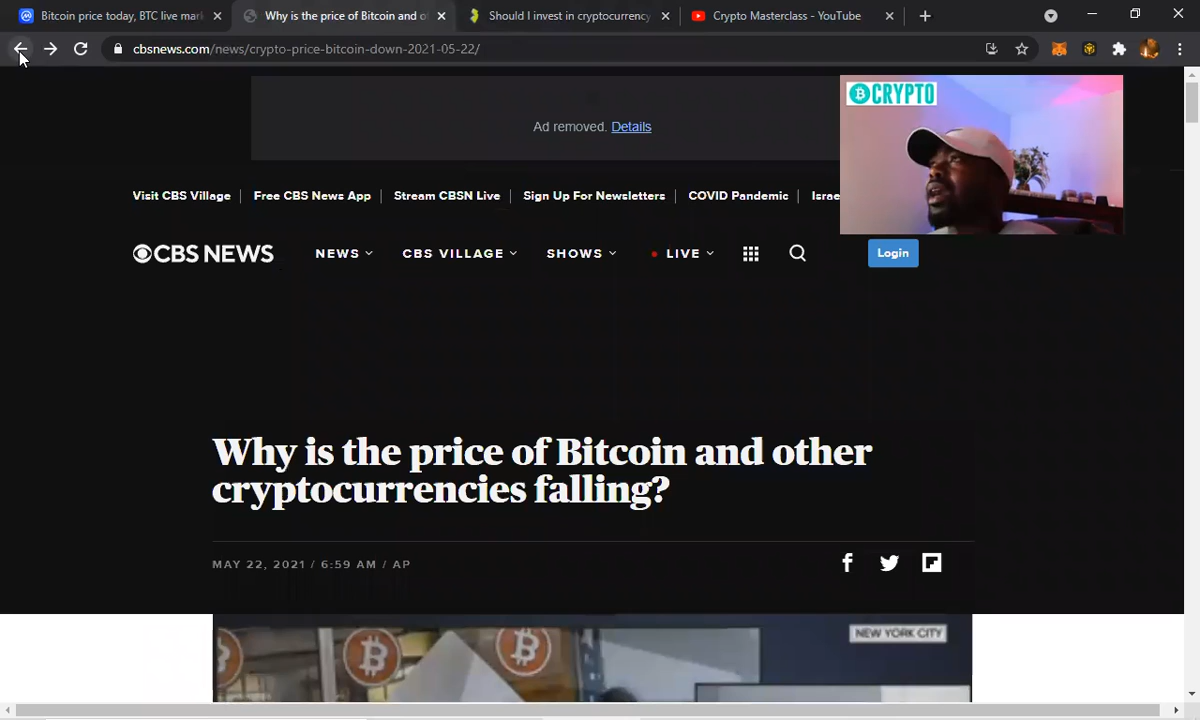 Bitcoin price today, BTC live mark
Why is the price of Bitcoin and o
Should I invest in cryptocurrency
Crypto Masterclass - YouTube
cbsnews.com/news/crypto-price-bitcoin-down-2021-05-22/
CRYPTO
Ad removed. Details
Visit CBS Village
Free CBS News App
Stream CBSN Live
Sign Up For Newsletters
COVID Pandemic
Israe
CBS NEWS
NEWS
CBS VILLAGE
SHOWS
LIVE
Login
Why is the price of Bitcoin and other
cryptocurrencies falling?
MAY 22, 2021 / 6:59 AM / AP
NEW YORK CITY